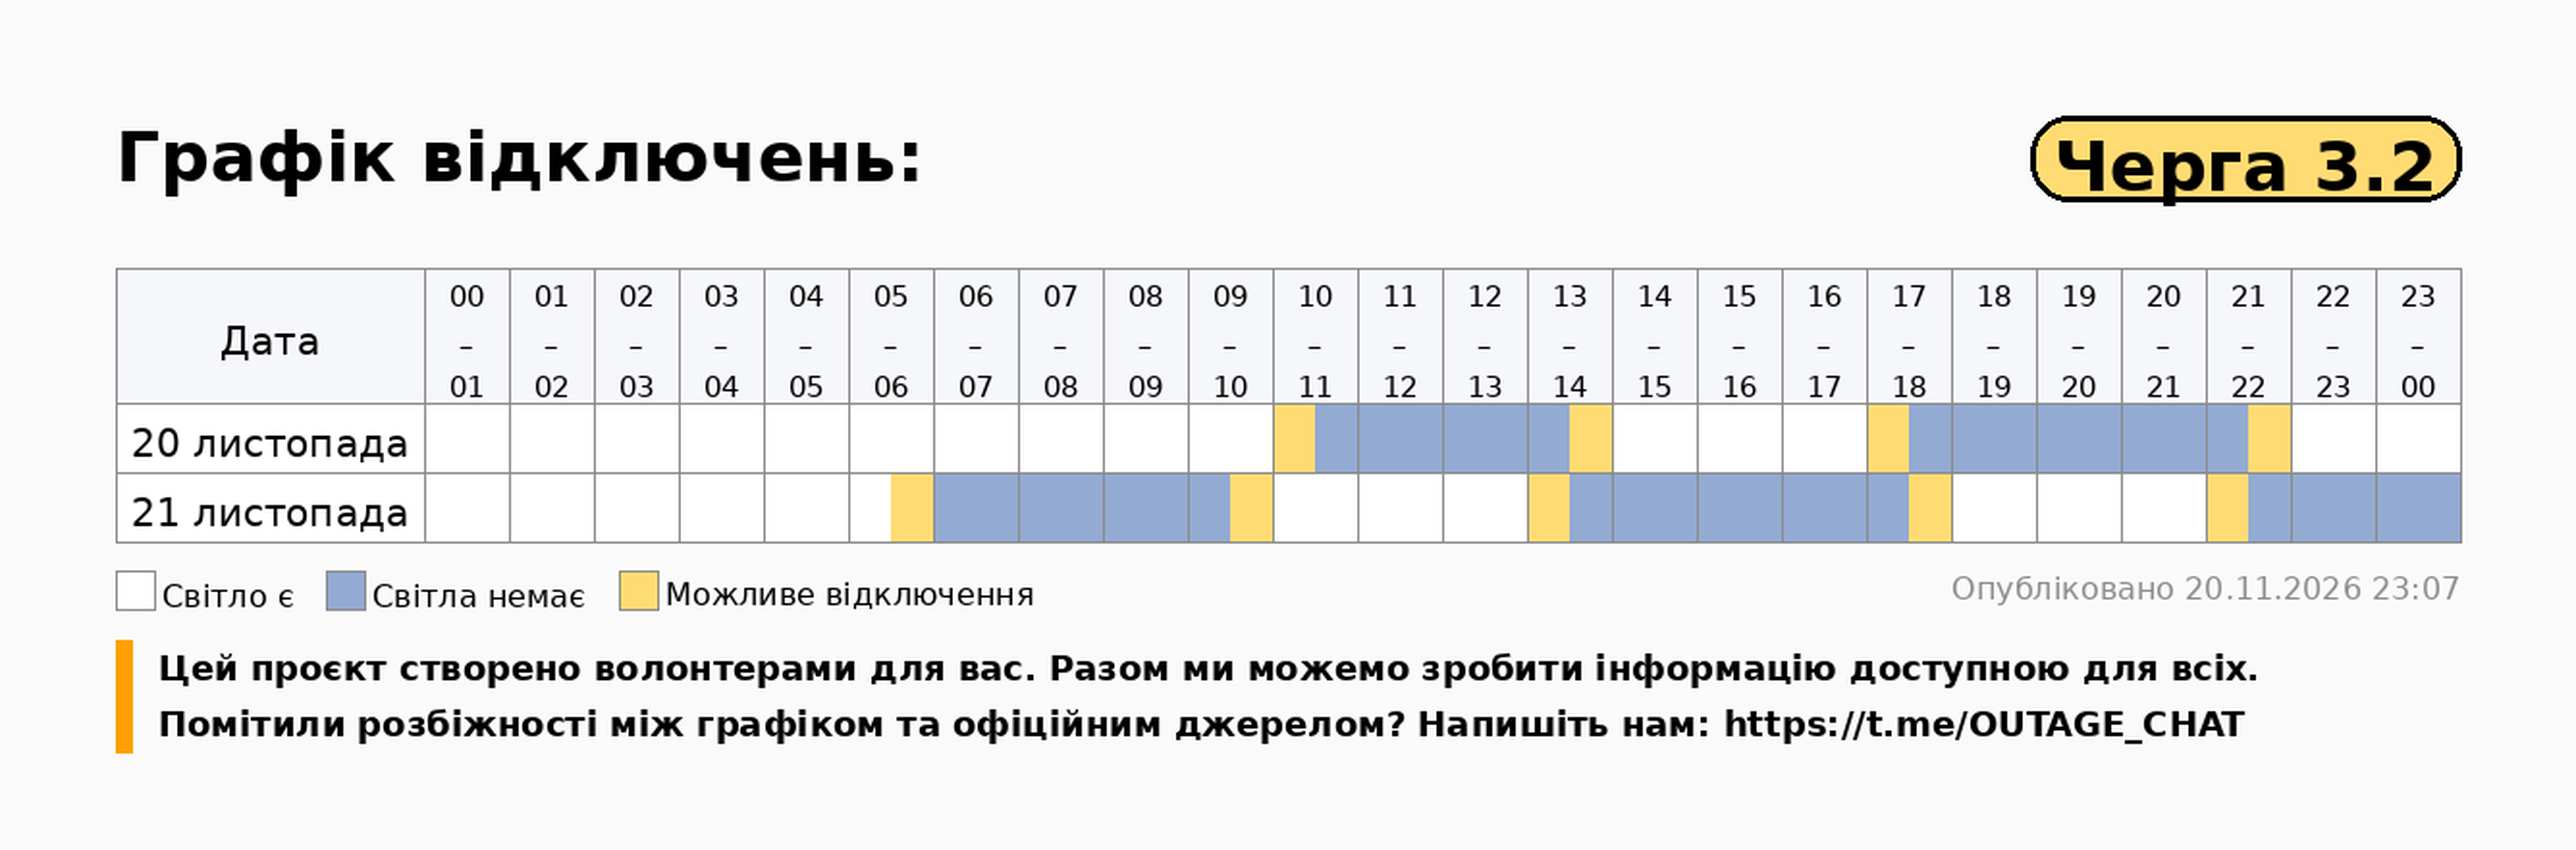 Графік відключень:
Черга 3.2
Дата 00 – 01 01 – 02 02 – 03 03 – 04 04 – 05 05 – 06 06 – 07 07 – 08 08 – 09 09 – 10 10 – 11 11 – 12 12 – 13 13 – 14 14 – 15 15 – 16 16 – 17 17 – 18 18 – 19 19 – 20 20 – 21 21 – 22 22 – 23 23 – 00
20 листопада
21 листопада
Світло є Світла немає Можливе відключення
Опубліковано 20.11.2026 23:07
Цей проєкт створено волонтерами для вас. Разом ми можемо зробити інформацію доступною для всіх.
Помітили розбіжності між графіком та офіційним джерелом? Напишіть нам: https://t.me/OUTAGE_CHAT